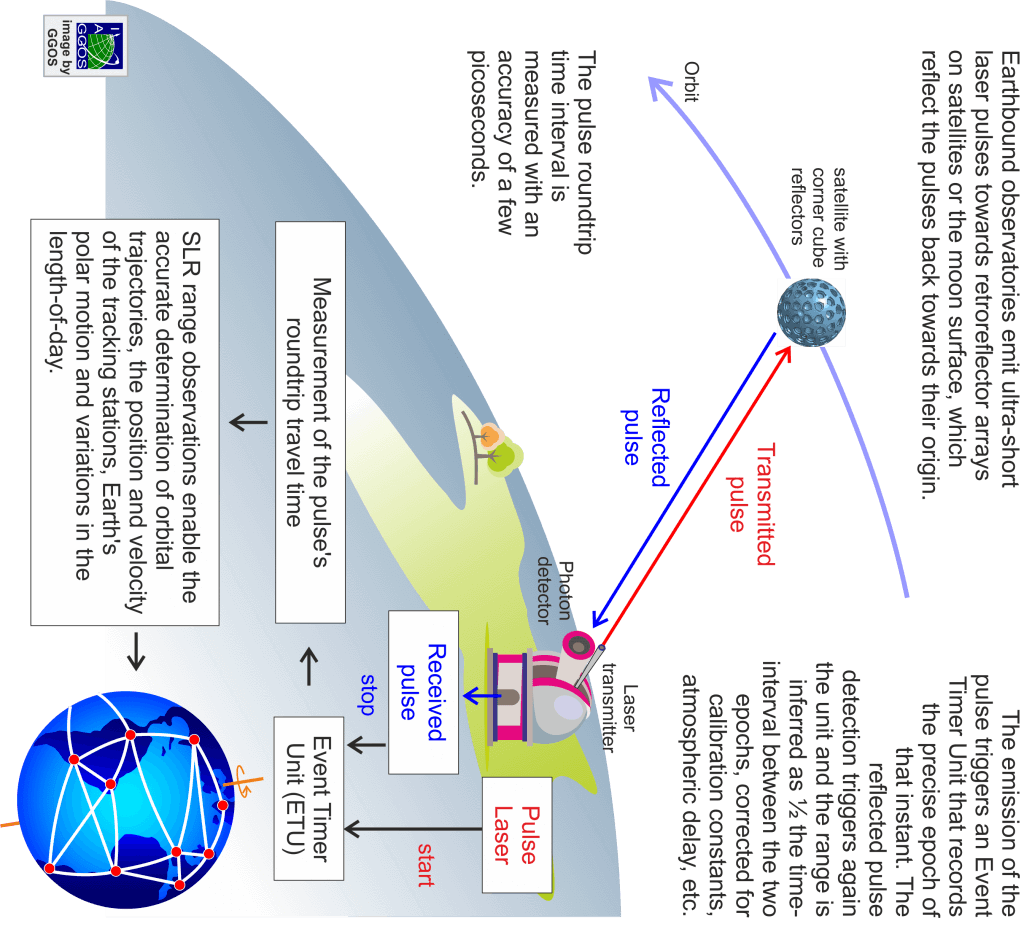 Earthbound observatories emit ultra-short
laser pulses towards retroreflector arrays
on satellites or the moon surface, which
reflect the pulses back towards their origin.
The emission of the
pulse triggers an Event
Timer Unit that records
the precise epoch of
that instant. The
reflected pulse
detection triggers again
the unit and the range is
inferred as ½ the time-
interval between the two
epochs, corrected for
calibration constants,
atmospheric delay, etc.
satellite with
corner cube
reflectors
Orbit
Transmitted
pulse
Reflected
pulse
The pulse roundtrip
time interval is
measured with an
accuracy of a few
picoseconds.
Laser
transmitter
Photon
detector
Pulse
Laser
Received
pulse
start
stop
Measurement of the pulse's
roundtrip travel time
Event Timer
Unit (ETU)
SLR range observations enable the
accurate determination of orbital
trajectories, the position and velocity
of the tracking stations, Earth's
polar motion and variations in the
length-of-day.
IA
GGOS
image by
GGOS